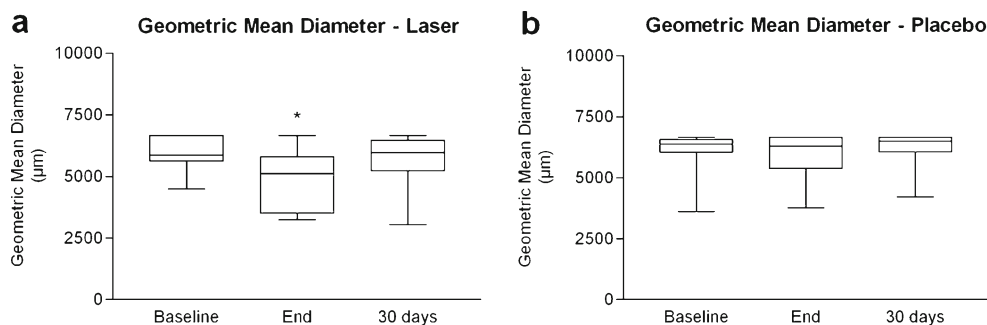 a
Geometric Mean Diameter - Laser
Geometric Mean Diameter
(µm)
10000
7500
5000
2500
0
*
Baseline
End
30 days
b
Geometric Mean Diameter - Placebo
Geometric Mean Diameter
(µm)
10000
7500
5000
2500
0
Baseline
End
30 days